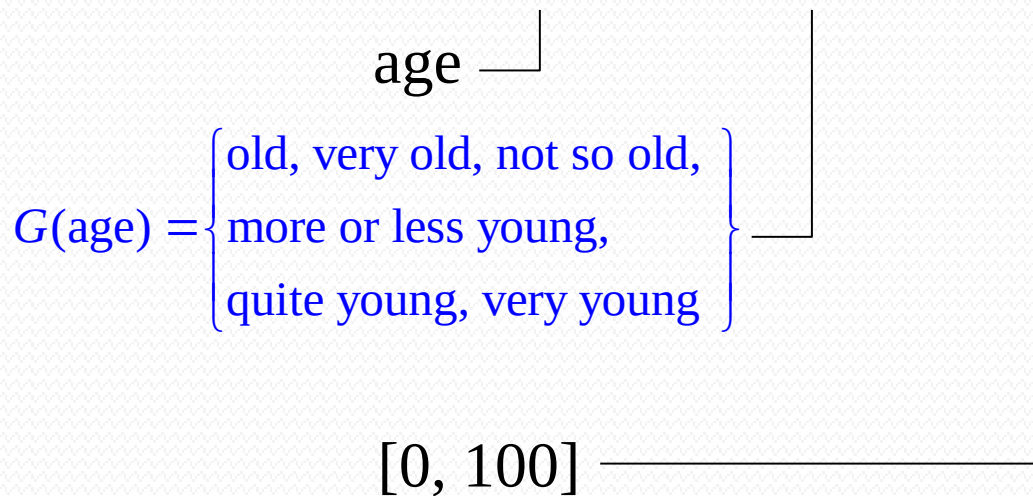 age
old, very old, not so old,
G(age) = more or less young,
quite young, very young
[0, 100]